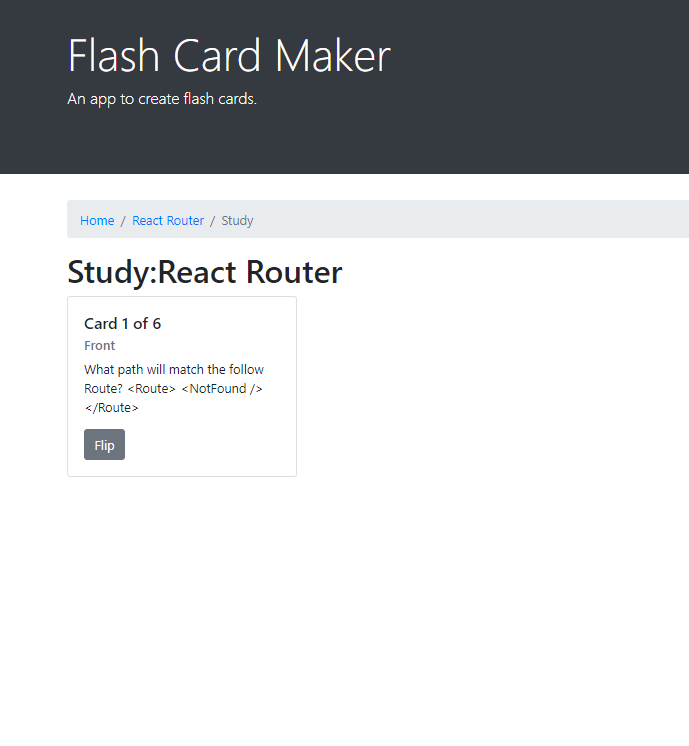 Flash Card Maker
An app to create flash cards.
Home / React Router / Study
Study:React Router
Card 1 of 6
Front
What path will match the follow
Route? <Route> <NotFound />
</Route>
Flip